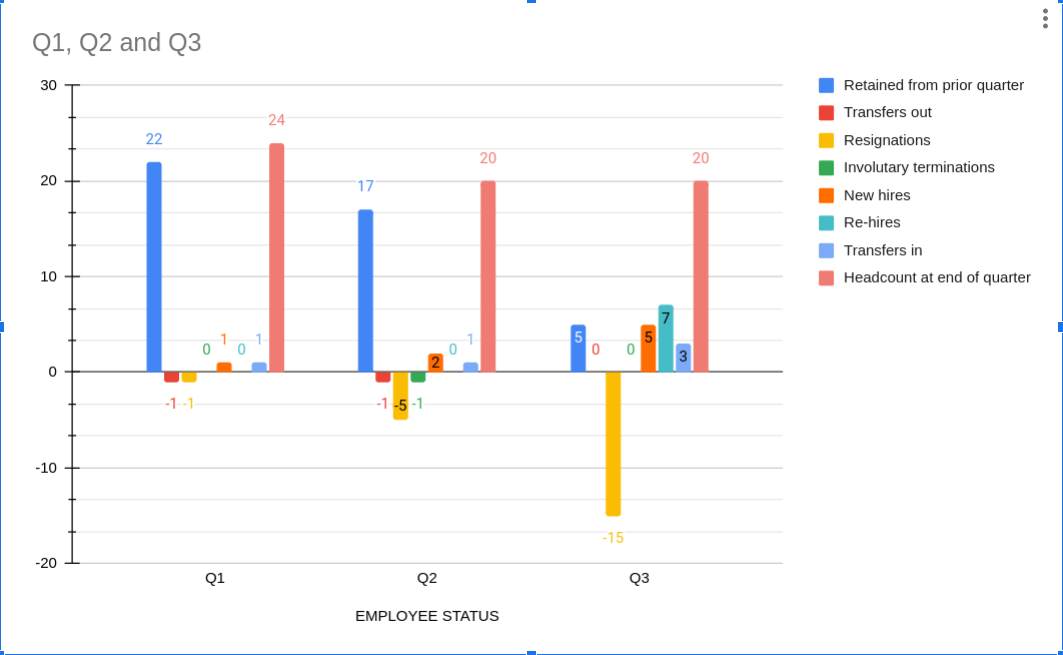 Q1, Q2 and Q3
30
20
10
0
-10
-20
22
-1
-1
0
1
0
1
24
17
-1
-5
-1
2
0
1
20
5
0
-15
0
5
7
3
20
Q1
Q2
Q3
EMPLOYEE STATUS
Retained from prior quarter
Transfers out
Resignations
Involutary terminations
New hires
Re-hires
Transfers in
Headcount at end of quarter